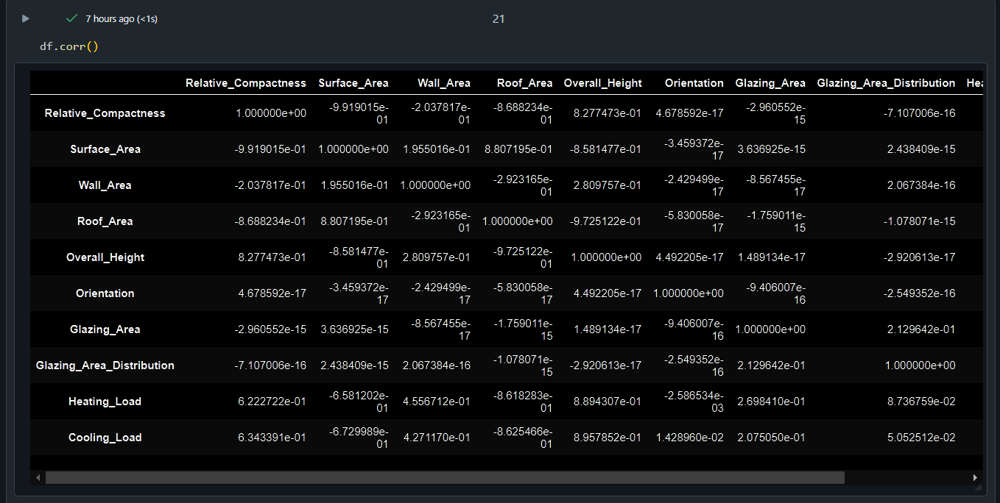 7 hours ago (<1s)
21
df.corr()
Relative_Compactness Surface_Area Wall_Area Roof_Area Overall_Height Orientation Glazing_Area Glazing_Area_Distribution Hea
Relative_Compactness 1.000000e+00 -9.919015e-01 -2.037817e-01 -8.688234e-01 8.277473e-01 4.678592e-17 -2.960552e-15 -7.107006e-16
Surface_Area -9.919015e-01 1.000000e+00 1.955016e-01 8.807195e-01 -8.581477e-01 -3.459372e-17 3.636925e-15 2.438409e-15
Wall_Area -2.037817e-01 1.955016e-01 1.000000e+00 -2.923165e-01 2.809757e-01 -2.429499e-17 -8.567455e-17 2.067384e-16
Roof_Area -8.688234e-01 8.807195e-01 -2.923165e-01 1.000000e+00 -9.725122e-01 -5.830058e-17 -1.759011e-15 -1.078071e-15
Overall_Height 8.277473e-01 -8.581477e-01 2.809757e-01 -9.725122e-01 1.000000e+00 4.492205e-17 1.489134e-17 -2.920613e-17
Orientation 4.678592e-17 -3.459372e-17 -2.429499e-17 -5.830058e-17 4.492205e-17 1.000000e+00 -9.406007e-16 -2.549352e-16
Glazing_Area -2.960552e-15 3.636925e-15 -8.567455e-17 -1.759011e-15 1.489134e-17 -9.406007e-16 1.000000e+00 2.129642e-01
Glazing_Area_Distribution -7.107006e-16 2.438409e-15 2.067384e-16 -1.078071e-15 -2.920613e-17 -2.549352e-16 2.129642e-01 1.000000e+00
Heating_Load 6.222722e-01 -6.581202e-01 4.556712e-01 -8.618283e-01 8.894307e-01 -2.586534e-03 2.698410e-01 8.736759e-02
Cooling_Load 6.343391e-01 -6.729989e-01 4.271170e-01 -8.625466e-01 8.957852e-01 1.428960e-02 2.075050e-01 5.052512e-02